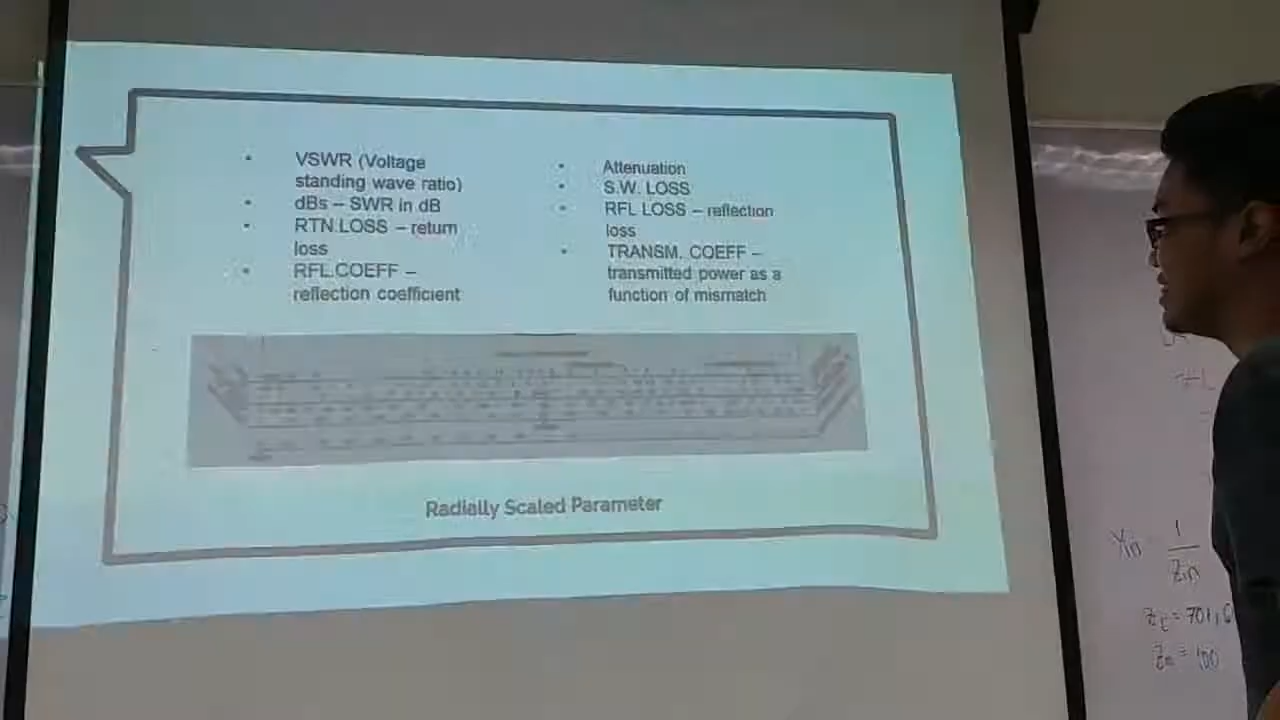 VSWR (Voltage
standing wave ratio)
dBs – SWR in dB
RTN.LOSS – return
loss
RFL.COEFF –
reflection coefficient
Attenuation
S.W. LOSS
RFL.LOSS – reflection
loss
TRANSM. COEFF –
transmitted power as a
function of mismatch
Radially Scaled Parameter
Yin = 1
Zin
= 100